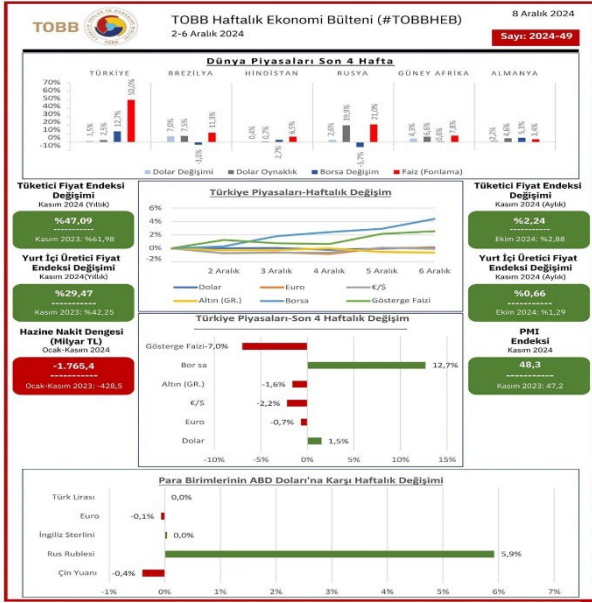 TOBB
TOBB Haftalık Ekonomi Bülteni (#TOBBHEB)
2-6 Aralık 2024
8 Aralık 2024
Sayı: 2024-49
Dünya Piyasaları Son 4 Hafta
TÜRKİYE BREZİLYA HİNDİSTAN RUSYA GÜNEY AFRİKA ALMANYA
60%
50%
40%
30%
20%
10%
0%
-10%
1,5% 2,5% 12,7% 50,0%
7,0% 7,5% -3,0% 11,3%
0,4% 0,7% 2,7% 6,5%
2,6% 19,9% -5,7% 21,0%
4,3% 6,6% 0,6% 7,8%
2,2% 4,6% 5,3% 3,4%
Dolar Değişimi Dolar Oynaklık Borsa Değişimi Faiz (Fonlama)
Tüketici Fiyat Endeksi
Değişimi
Kasım 2024 (Yıllık)
%47,09
-----------
Kasım 2023: %61,98
Yurt İçi Üretici Fiyat
Endeksi Değişimi
Kasım 2024(Yıllık)
%29,47
-----------
Kasım 2023: %42,25
Hazine Nakit Dengesi
(Milyar TL)
Ocak-Kasım 2024
-1.765,4
-----------
Ocak-Kasım 2023: -428,5
Türkiye Piyasaları-Haftalık Değişim
6%
4%
2%
0%
-2%
2 Aralık 3 Aralık 4 Aralık 5 Aralık 6 Aralık
Dolar Euro €/$
Altın (GR.) Borsa Gösterge Faizi
Türkiye Piyasaları-Son 4 Haftalık Değişim
Gösterge Faizi -7,0%
Bor sa 12,7%
Altın (GR.) -1,6%
€/$ -2,2%
Euro -0,7%
Dolar 1,5%
-10% -5% 0% 5% 10% 15%
Tüketici Fiyat Endeksi
Değişimi
Kasım 2024 (Aylık)
%2,24
-----------
Ekim 2024: %2,88
Yurt İçi Üretici Fiyat
Endeksi Değişimi
Kasım 2024 (Aylık)
%0,66
-----------
Ekim 2024: %1,29
PMI
Endeksi
Kasım 2024
48,3
-----------
Kasım 2023: 47,2
Para Birimlerinin ABD Doları'na Karşı Haftalık Değişimi
Türk Lirası 0,0%
Euro -0,1%
İngiliz Sterlini 0,0%
Rus Rublesi 5,9%
Çin Yuanı -0,4%
-1% 0% 1% 2% 3% 4% 5% 6% 7%